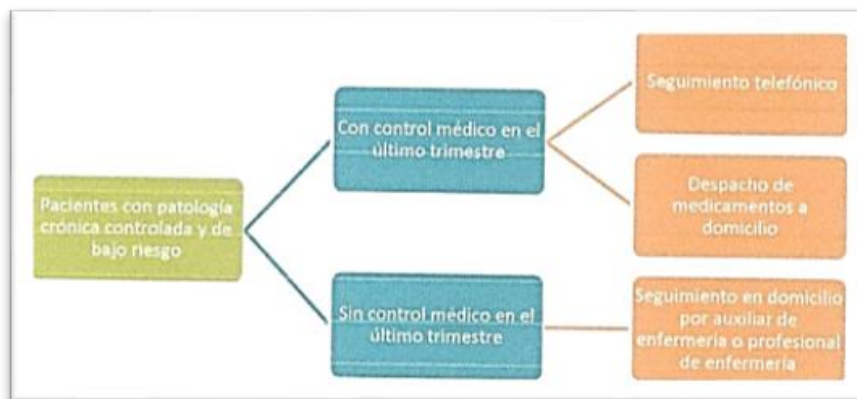 Pacientes con patología
crónica controlada y de
bajo riesgo
Con control médico en el
último trimestre
Seguimiento telefónico
Despacho de
medicamentos a
domicilio
Sin control médico en el
último trimestre
Seguimiento en domicilio
por auxiliar de
enfermería o profesional
de enfermería